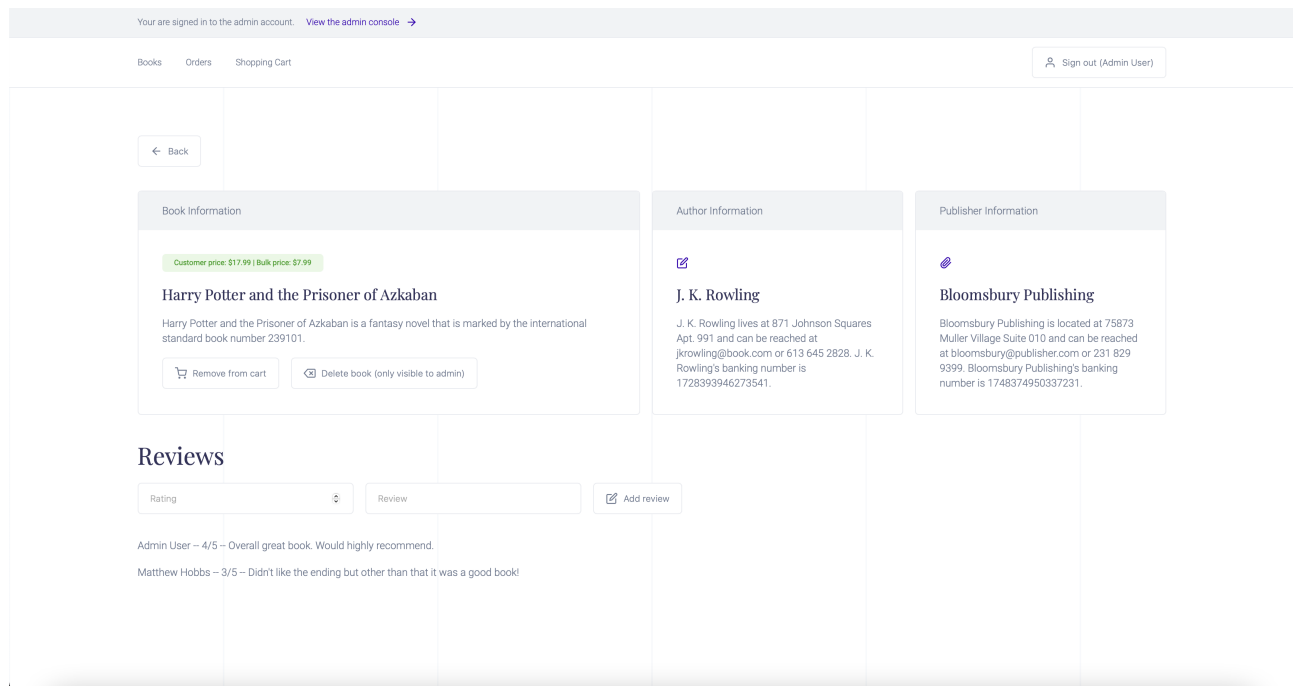 Your are signed in to the admin account. View the admin console
Books Orders Shopping Cart Sign out (Admin User)
Back
Book Information
Customer price: $17.99 | Bulk price: $7.99
Harry Potter and the Prisoner of Azkaban
Harry Potter and the Prisoner of Azkaban is a fantasy novel that is marked by the international
standard book number 239101.
Remove from cart Delete book (only visible to admin)
Author Information
J. K. Rowling
J. K. Rowling lives at 871 Johnson Squares
Apt. 991 and can be reached at
jkrowling@book.com or 613 645 2828. J. K.
Rowling's banking number is
1728393946273541.
Publisher Information
Bloomsbury Publishing
Bloomsbury Publishing is located at 75873
Muller Village Suite 010 and can be reached
at bloomsbury@publisher.com or 231 829
9399. Bloomsbury Publishing's banking
number is 1748374950337231.
Reviews
Rating Review Add review
Admin User -- 4/5 -- Overall great book. Would highly recommend.
Matthew Hobbs -- 3/5 -- Didn't like the ending but other than that it was a good book!